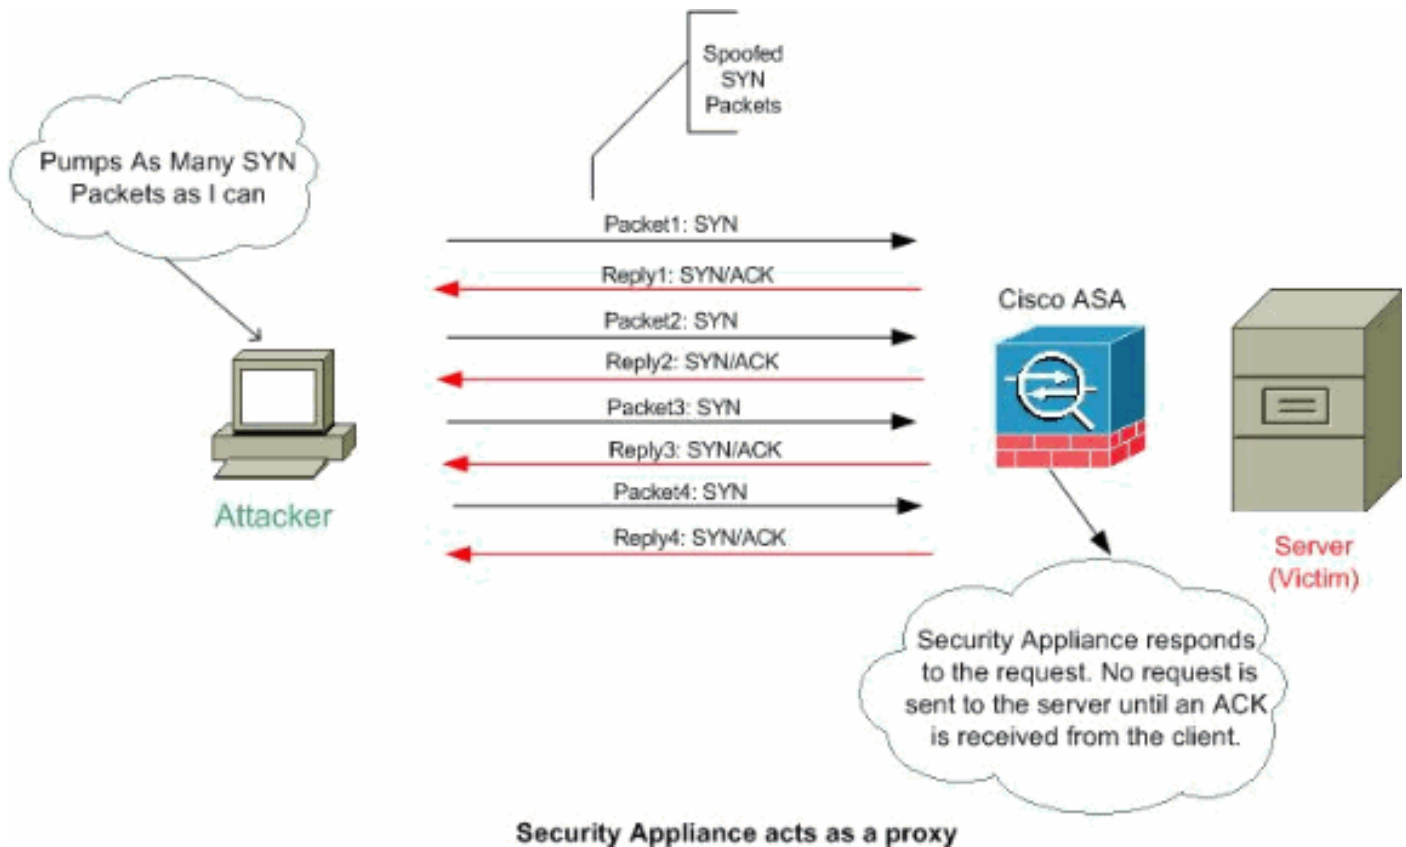 Spoofed
SYN
Packets
Pumps As Many SYN
Packets as I can
Packet1: SYN
Reply1: SYN/ACK
Packet2: SYN
Reply2: SYN/ACK
Packet3: SYN
Reply3: SYN/ACK
Packet4: SYN
Reply4: SYN/ACK
Attacker
Cisco ASA
Server
(Victim)
Security Appliance responds
to the request. No request is
sent to the server until an ACK
is received from the client.
Security Appliance acts as a proxy